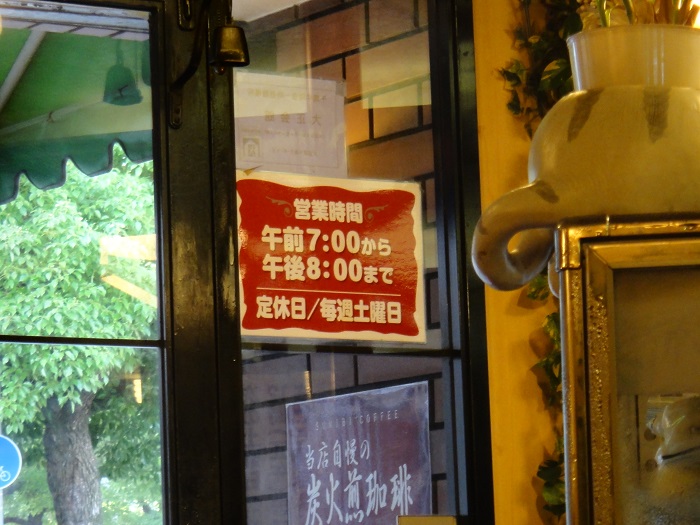 営業時間
午前7:00から
午後8:00まで
定休日/毎週土曜日
COFFEE
当店自慢の
炭火煎珈琲